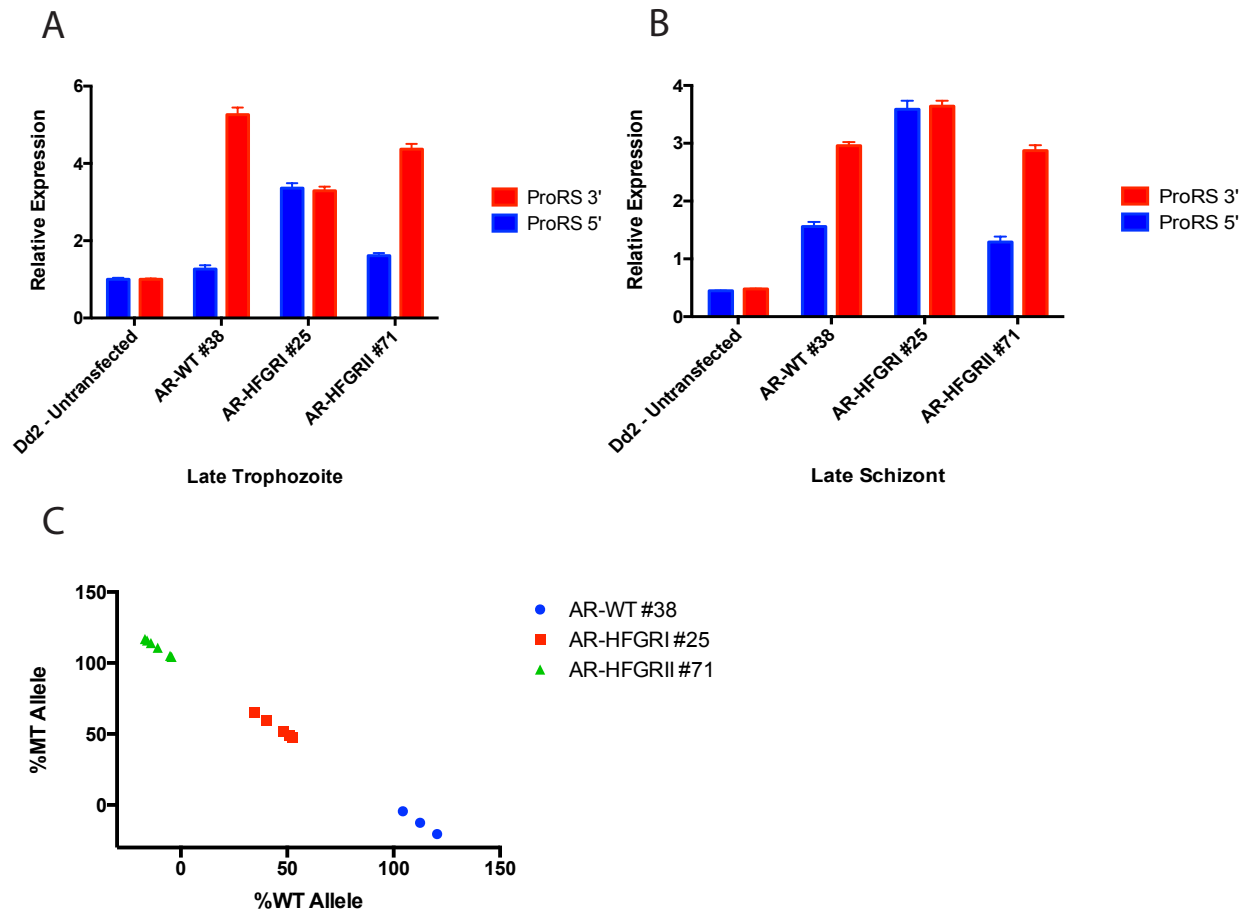 A
Relative Expression
6
4
2
0
Dd2 - Untransfected
AR-WT #38
AR-HFGRI #25
AR-HFGRII #71
Late Trophozoite
ProRS 3'
ProRS 5'
B
Relative Expression
4
3
2
1
0
Dd2 - Untransfected
AR-WT #38
AR-HFGRI #25
AR-HFGRII #71
Late Schizont
ProRS 3'
ProRS 5'
C
%MT Allele
150
100
50
0
0
50
100
150
%WT Allele
AR-WT #38
AR-HFGRI #25
AR-HFGRII #71